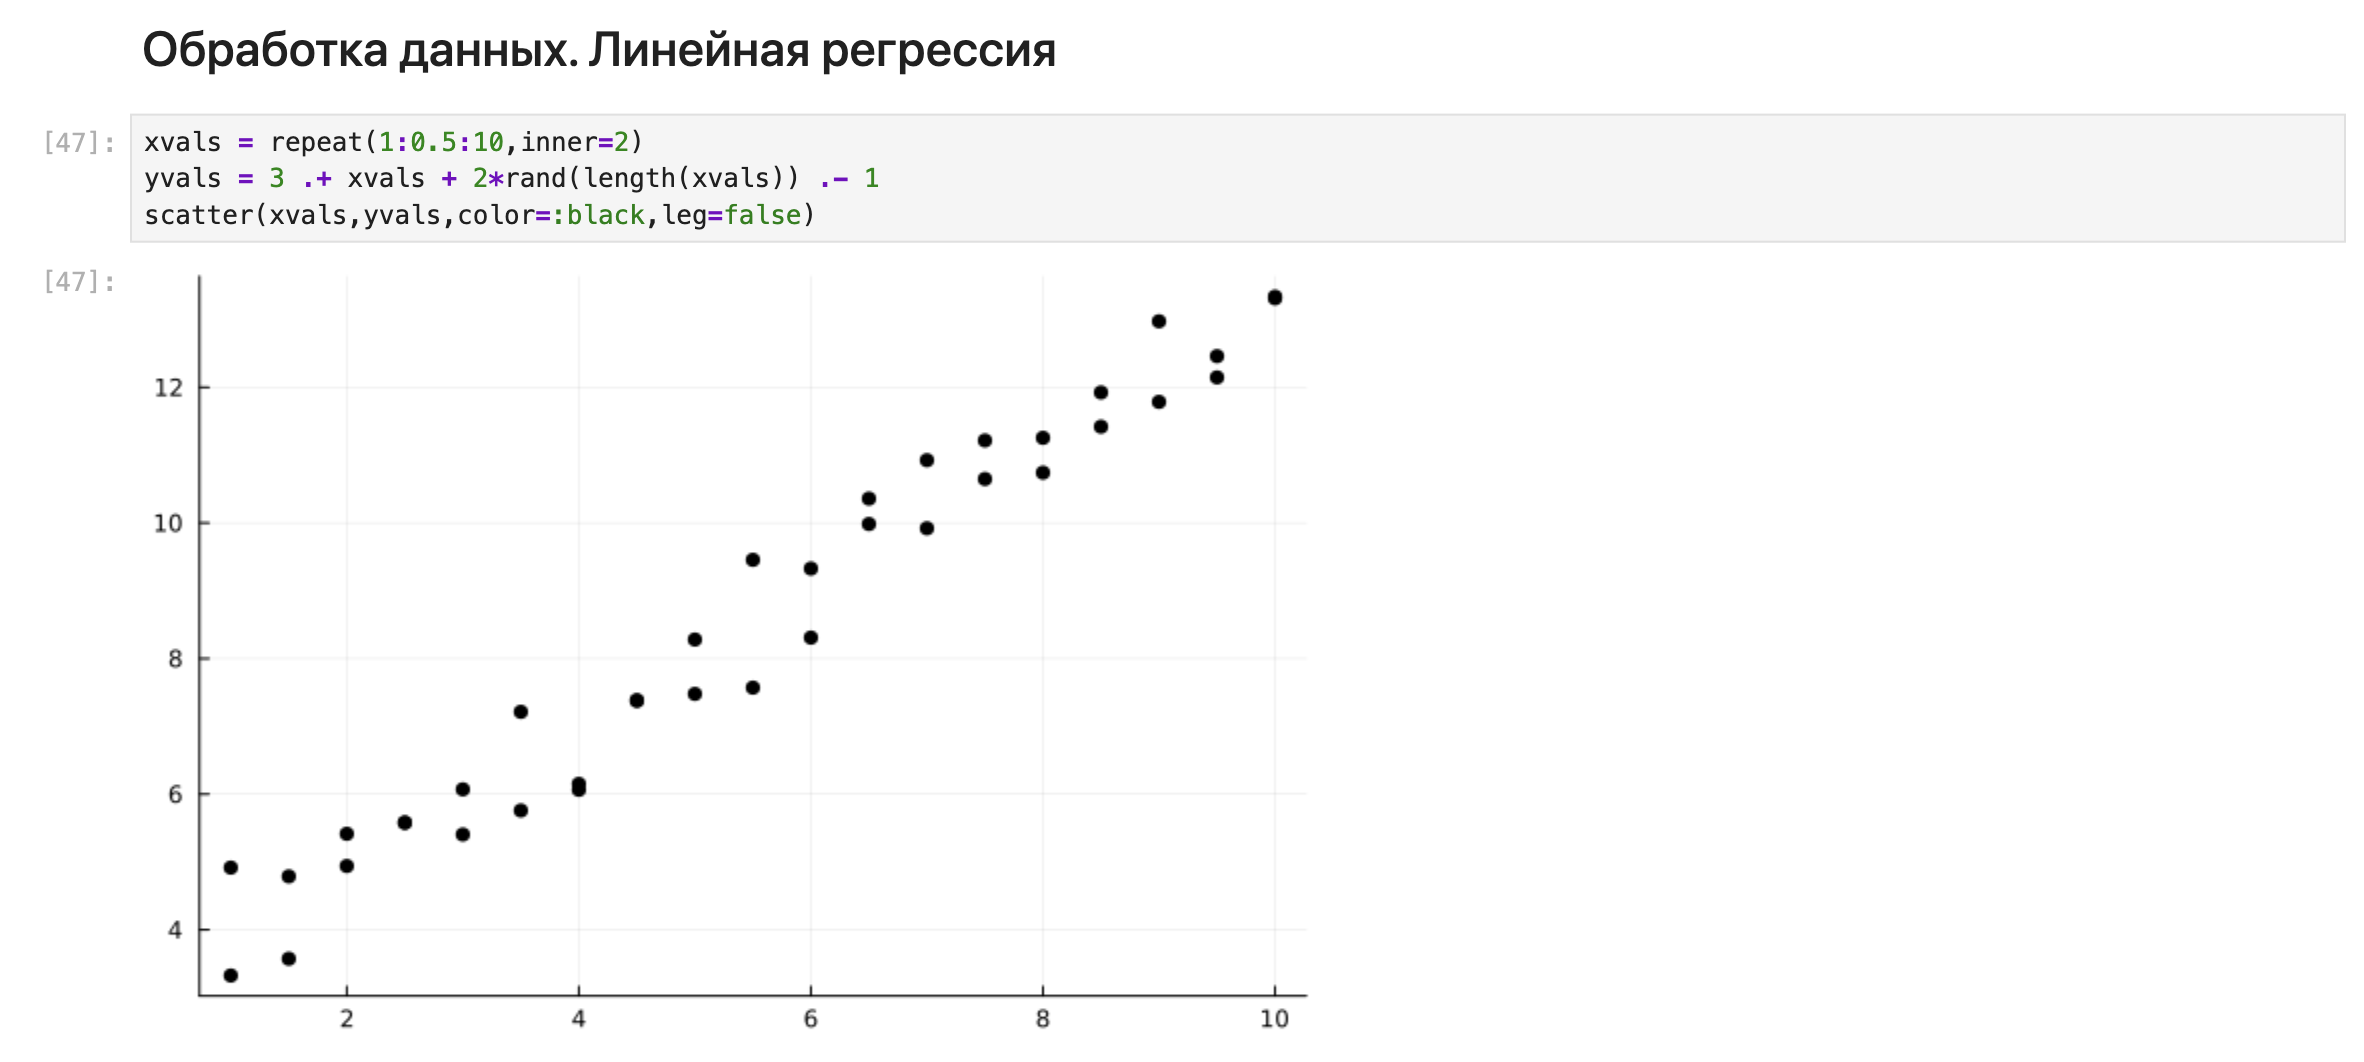 Обработка данных. Линейная регрессия
[47]: xvals = repeat(1:0.5:10,inner=2)
yvals = 3 .+ xvals + 2*rand(length(xvals)) .- 1
scatter(xvals,yvals,color=:black,leg=false)
[47]:
12
10
8
6
4
2 4 6 8 10